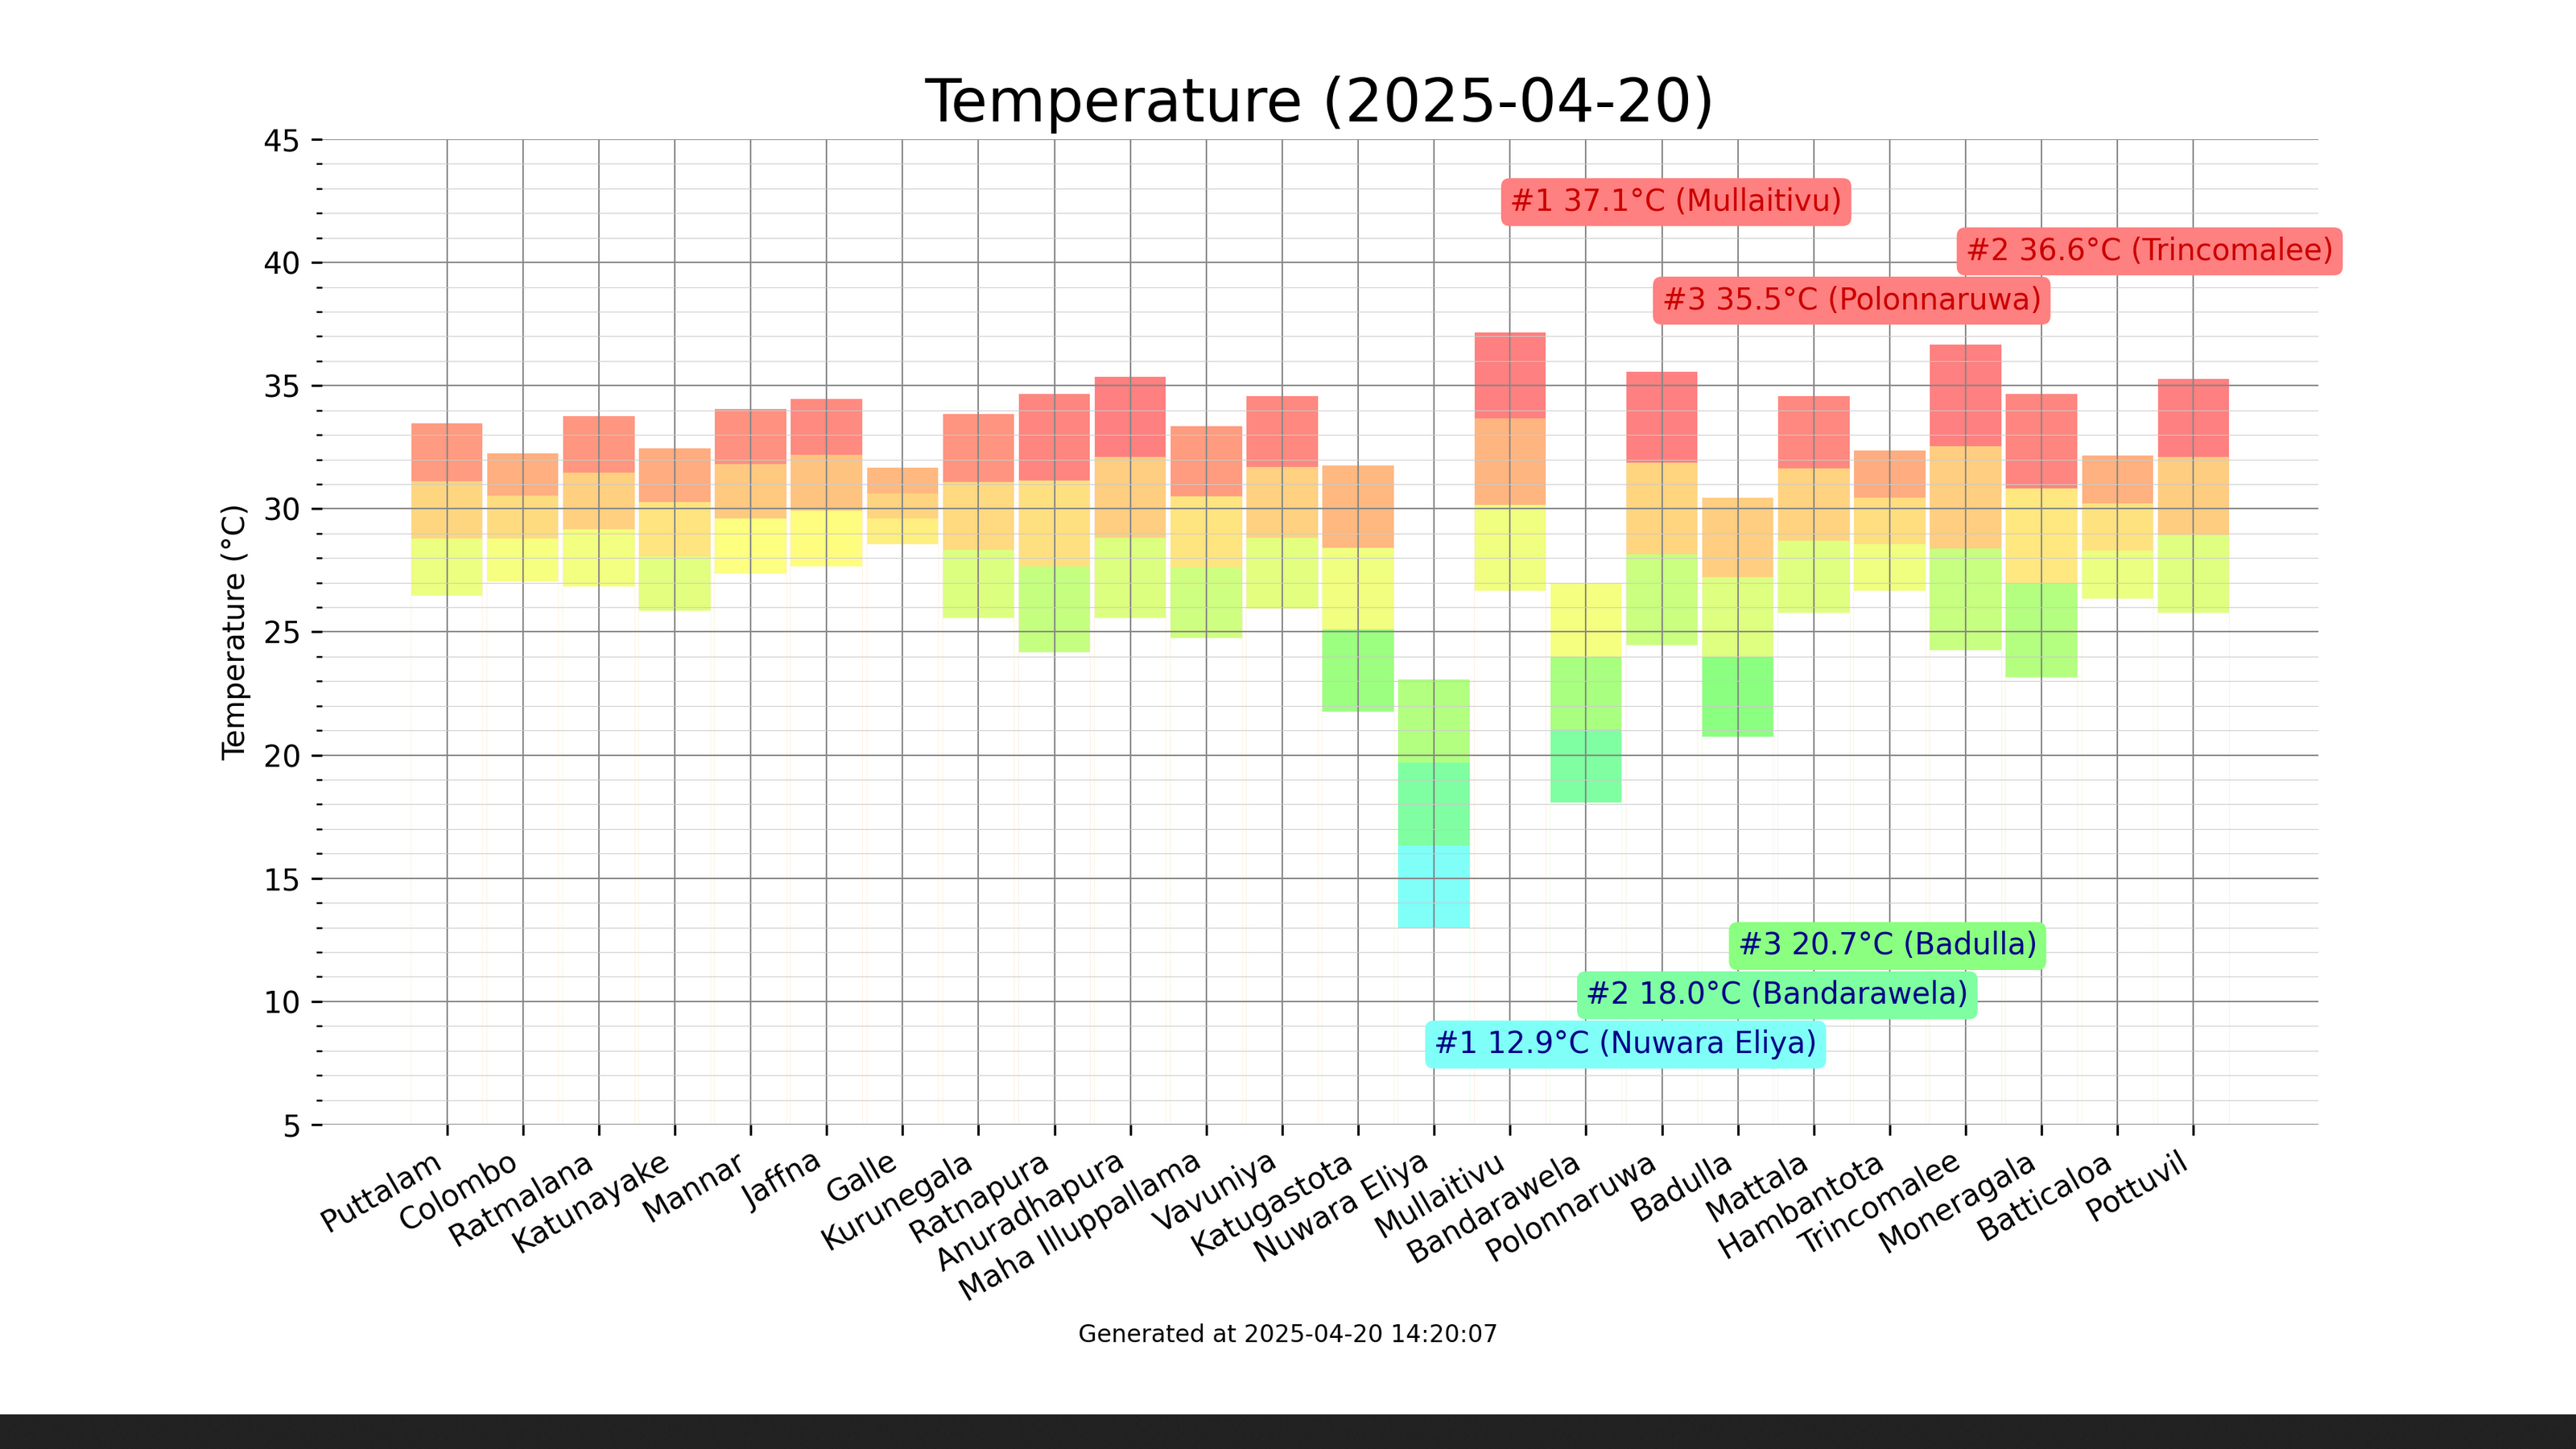 Temperature (2025-04-20)
45
40
35
30
25
20
15
10
5
Temperature (°C)
#1 37.1°C (Mullaitivu)
#2 36.6°C (Trincomalee)
#3 35.5°C (Polonnaruwa)
#3 20.7°C (Badulla)
#2 18.0°C (Bandarawela)
#1 12.9°C (Nuwara Eliya)
Puttalam
Colombo
Ratmalana
Katunayake
Mannar
Jaffna
Galle
Kurunegala
Ratnapura
Anuradhapura
Maha Illuppallama
Vavuniya
Katugastota
Nuwara Eliya
Mullaitivu
Bandarawela
Polonnaruwa
Badulla
Mattala
Hambantota
Trincomalee
Moneragala
Batticaloa
Pottuvil
Generated at 2025-04-20 14:20:07